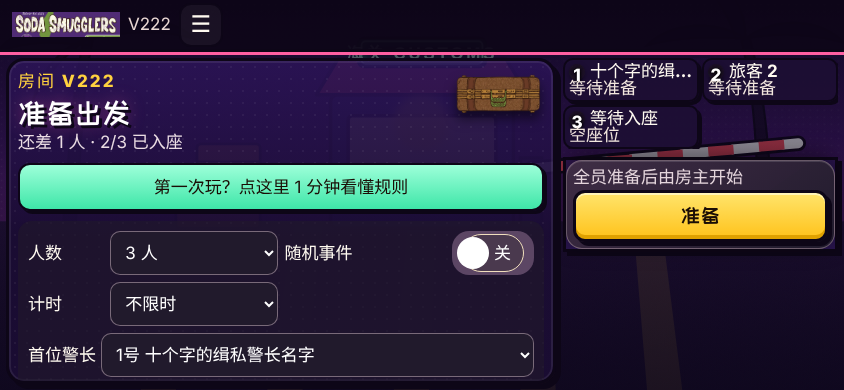 SODA SMUGGLERS V222
房间 V222
准备出发
还差 1 人 · 2/3 已入座
第一次玩？点这里 1 分钟看懂规则
人数 3 人 随机事件 关
计时 不限时
首位警长 1号 十个字的缉私警长名字
1 十个字的缉...
等待准备
2 旅客 2
等待准备
3 等待入座
空座位
全员准备后由房主开始
准备